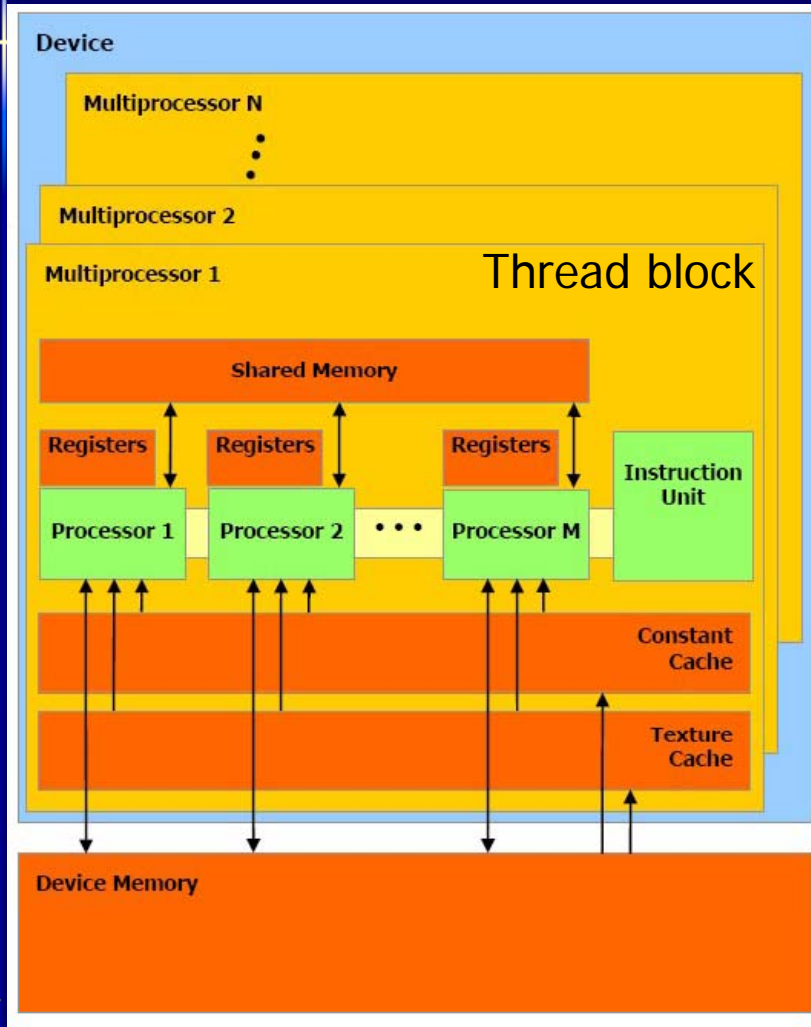 Device
Multiprocessor N
Multiprocessor 2
Multiprocessor 1
Thread block
Shared Memory
Registers
Registers
Registers
Instruction
Unit
Processor 1
Processor 2
• • •
Processor M
Constant
Cache
Texture
Cache
Device Memory